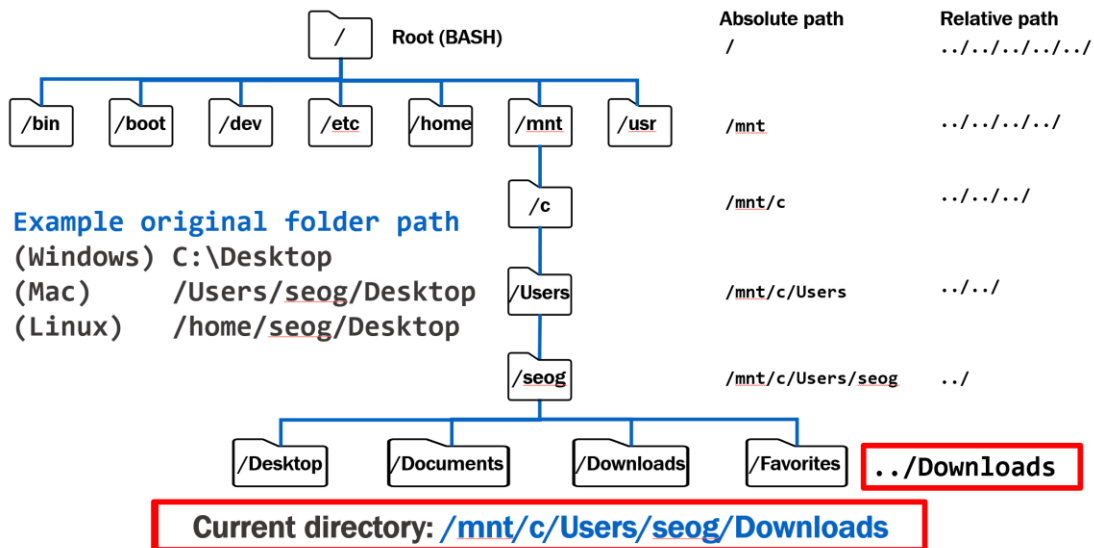 Absolute path Relative path
/ Root (BASH) / ../../../../../
/bin /boot /dev /etc /home /mnt /usr /mnt ../../../../
/c /mnt/c ../../../
Example original folder path
(Windows) C:\Desktop
(Mac) /Users/seog/Desktop
(Linux) /home/seog/Desktop
/Users /mnt/c/Users ../../
/seog /mnt/c/Users/seog ../
/Desktop /Documents /Downloads /Favorites ../Downloads
Current directory: /mnt/c/Users/seog/Downloads